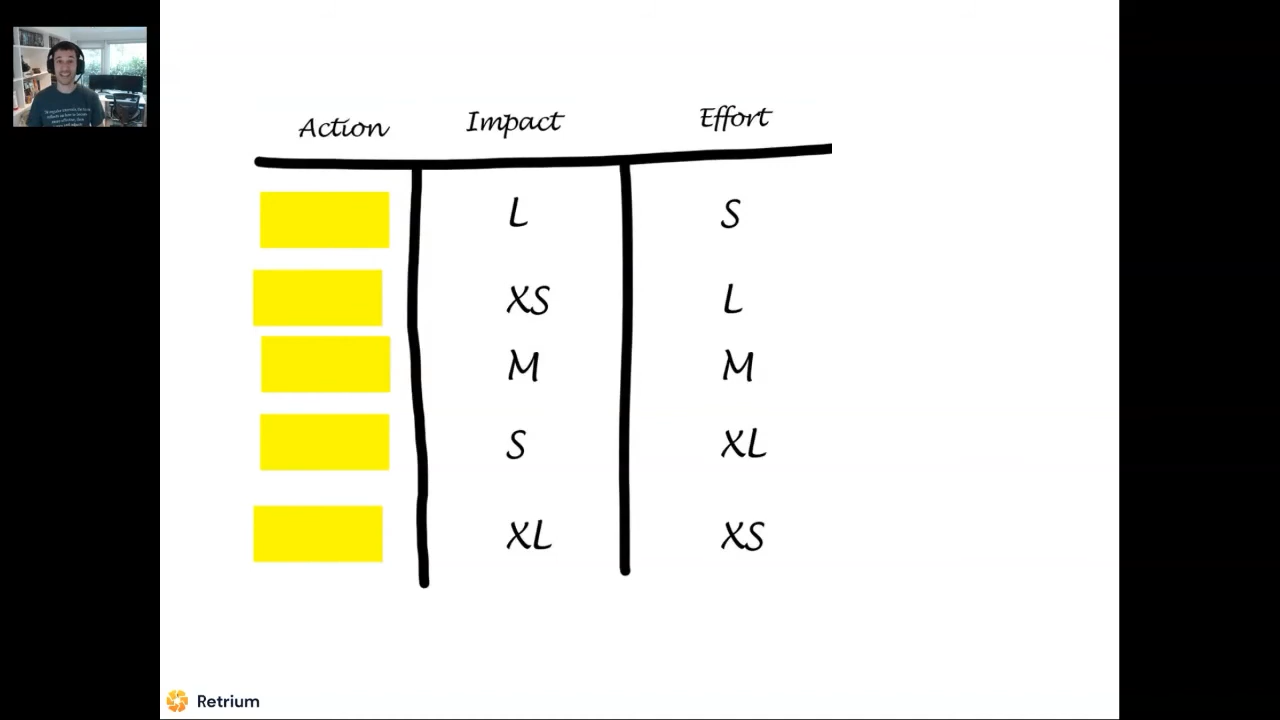 Action Impact Effort
L S
XS L
M M
S XL
XL XS
Retrium